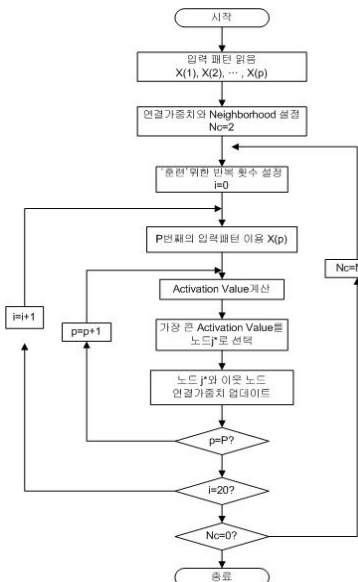 시작
입력 패턴 읽음
X(1), X(2), ··· , X(p)
연결가중치와 Neighborhood 설정
Nc=2
'훈련'위한 반복 횟수 설정
i=0
P번째의 입력패턴 이용 X(p)
Nc=N
Activation Value계산
i=i+1
p=p+1
가장 큰 Activation Value를
노드j*로 선택
노드 j*와 이웃 노드
연결가중치 업데이트
p=P?
i=20?
Nc=0?
종료